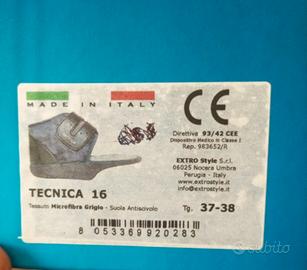 MADE IN ITALY
CE
Direttiva 93/42 CEE
Dispositivo Medico in Classe I
Rep. 983652/R
EXTRO Style S.r.l.
06025 Nocera Umbra
Perugia - Italy
www.extrostyle.it
info@extrostyle.it
TECNICA 16
Tessuto Microfibra Grigio - Suola Antiscivolo
Tg. 37-38
8 053369 920283
subito